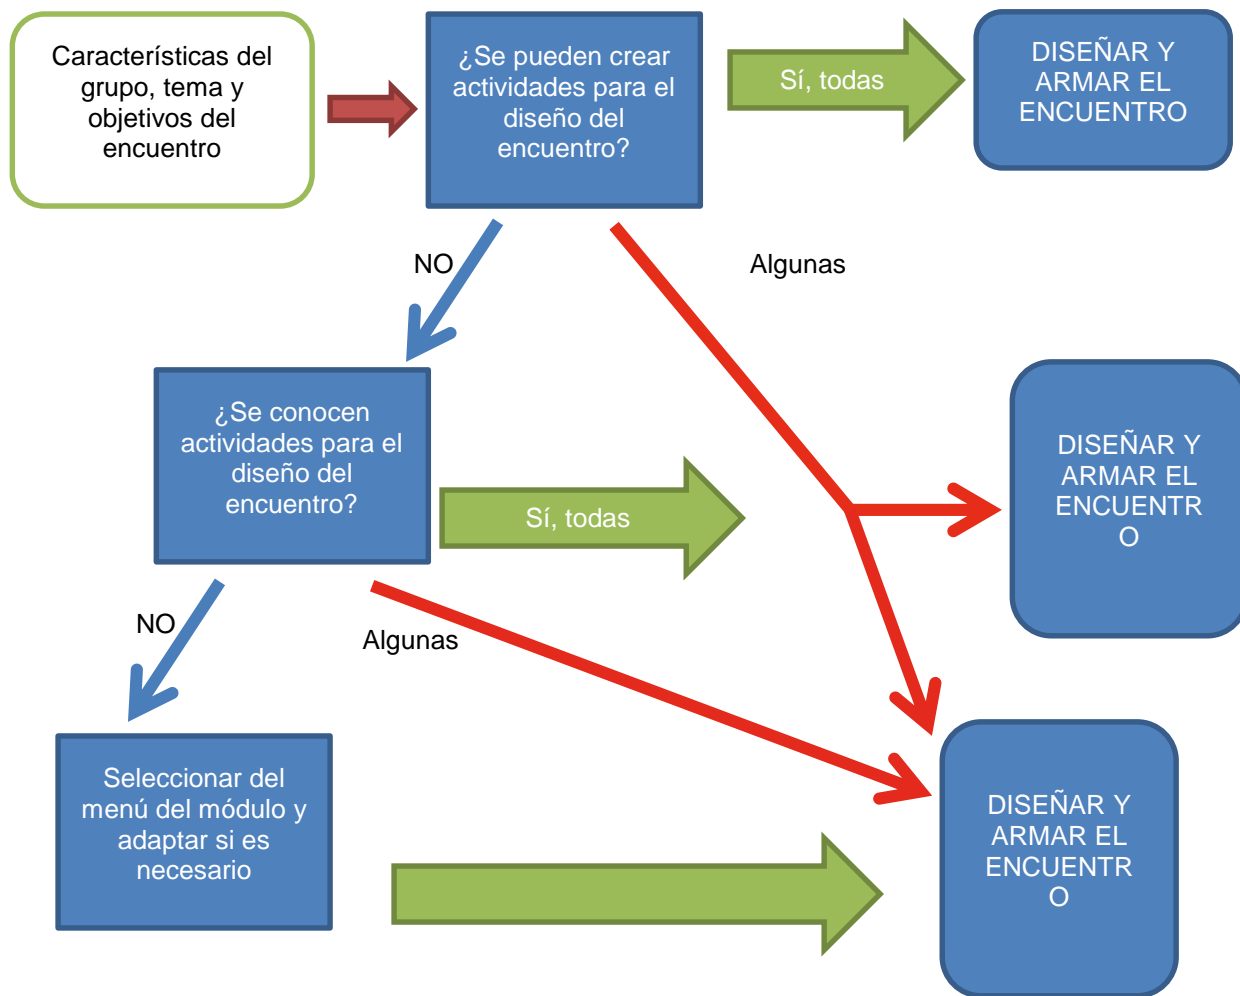 Características del
grupo, tema y
objetivos del
encuentro
¿Se pueden crear
actividades para el
diseño del
encuentro?
Sí, todas
DISEÑAR Y
ARMAR EL
ENCUENTRO
NO
Algunas
¿Se conocen
actividades para el
diseño del
encuentro?
Sí, todas
DISEÑAR Y
ARMAR EL
ENCUENTR
O
NO
Algunas
Seleccionar del
menú del módulo y
adaptar si es
necesario
DISEÑAR Y
ARMAR EL
ENCUENTR
O